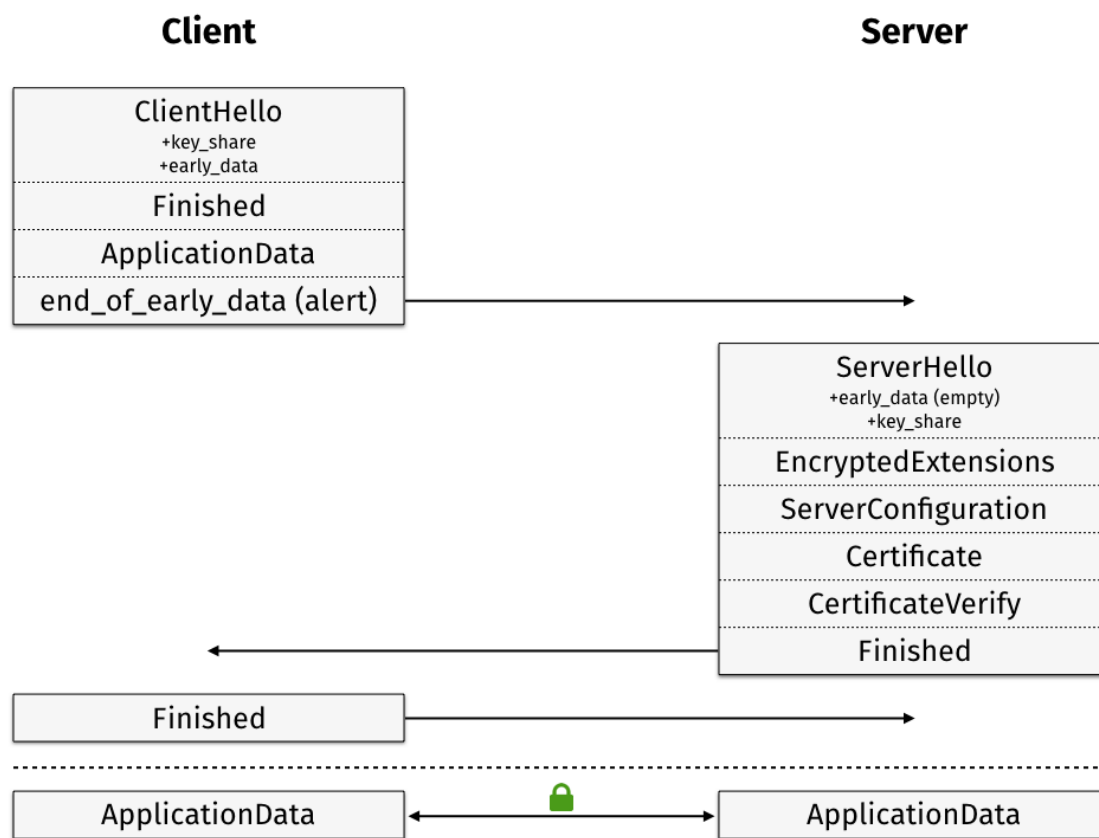 Client
Server
ClientHello
+key_share
+early_data
Finished
ApplicationData
end_of_early_data (alert)
ServerHello
+early_data (empty)
+key_share
EncryptedExtensions
ServerConfiguration
Certificate
CertificateVerify
Finished
Finished
ApplicationData
ApplicationData